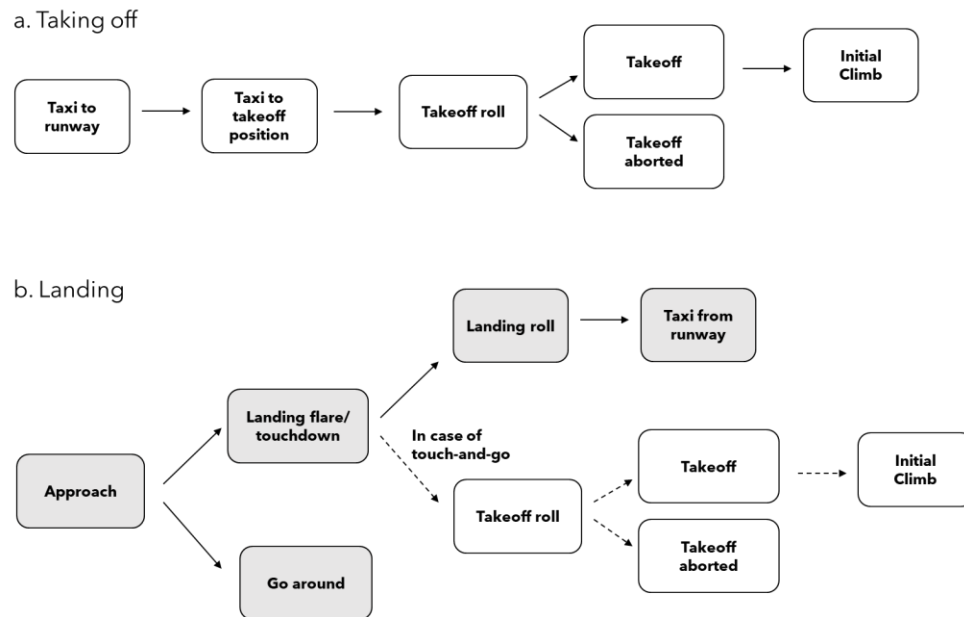 a. Taking off
Taxi to
runway
Taxi to
takeoff
position
Takeoff roll
Takeoff
Takeoff
aborted
Initial
Climb
b. Landing
Approach
Landing flare/
touchdown
Go around
Landing roll
Taxi from
runway
In case of
touch-and-go
Takeoff roll
Takeoff
Takeoff
aborted
Initial
Climb